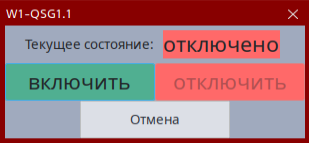 W1-QSG1.1
Текущее состояние: отключено
включить отключить
Отмена